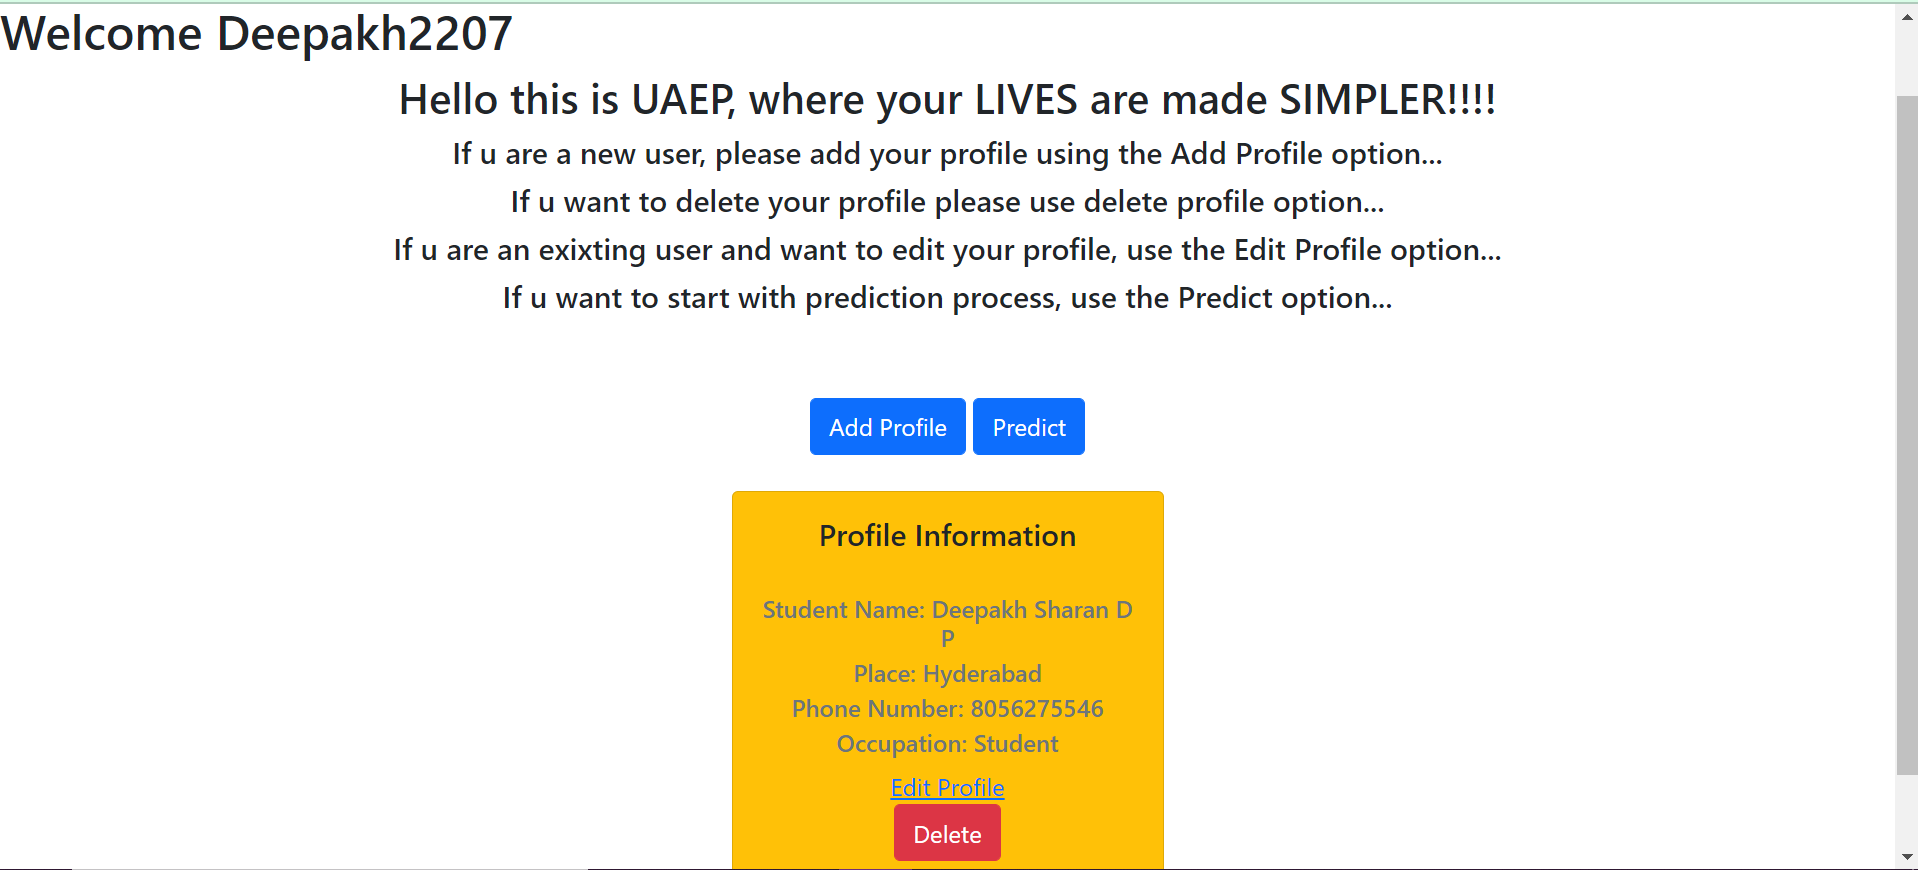 Welcome Deepakh2207
Hello this is UAEP, where your LIVES are made SIMPLER!!!!
If u are a new user, please add your profile using the Add Profile option...
If u want to delete your profile please use delete profile option...
If u are an exixting user and want to edit your profile, use the Edit Profile option...
If u want to start with prediction process, use the Predict option...
Add Profile Predict
Profile Information
Student Name: Deepakh Sharan D
P
Place: Hyderabad
Phone Number: 8056275546
Occupation: Student
Edit Profile
Delete